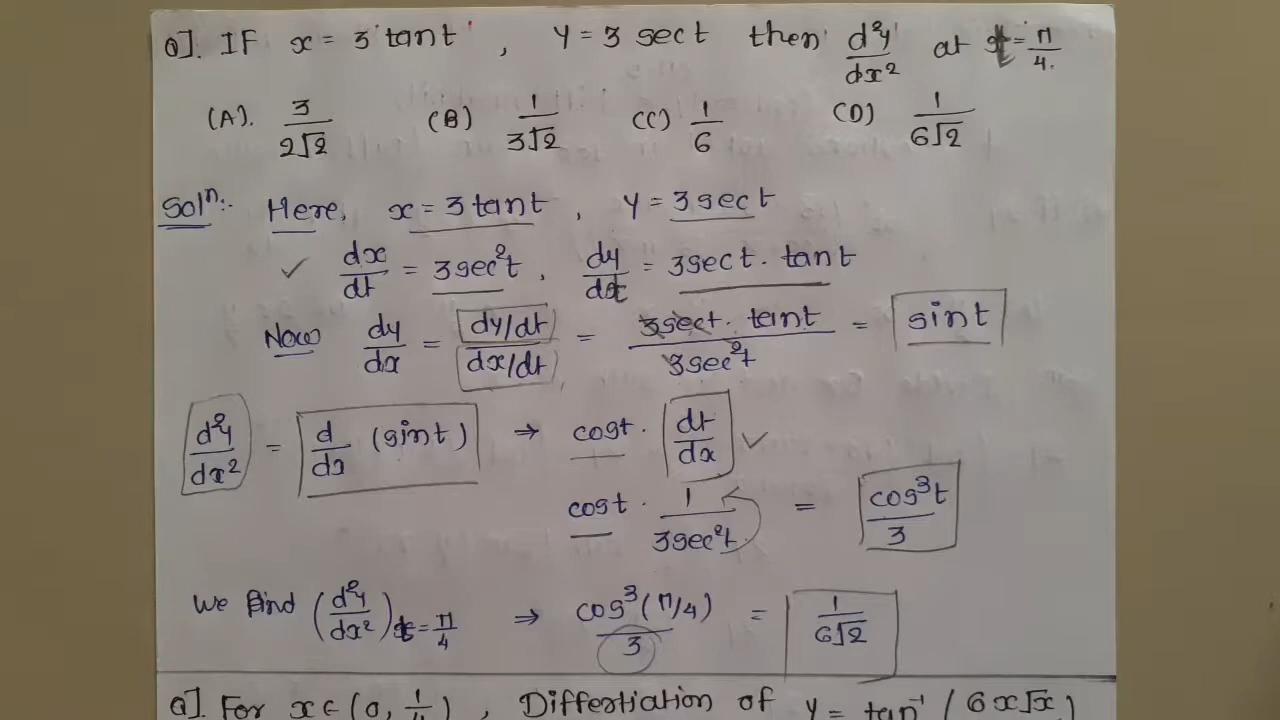 Q]. IF x = 3 tant, y = 3 sect then d²y/dx² at t = π/4.
(A). 3/2√2 (B) 1/3√2 (C) 1/6 (D) 1/6√2
Solⁿ:- Here, x = 3 tant, y = 3 sect
✓ dx/dt = 3sec²t, dy/dt = 3sect. tant
Now dy/dx = (dy/dt)/(dx/dt) = (3sect. tant)/(3sec²t) = sint
d²y/dx² = d/dx (sint) ⇒ cost. dt/dx ✓
cost. 1/3sec²t = cos³t/3
We find (d²y/dx²)t=π/4 ⇒ cos³(π/4)/3 = 1/6√2
Q]. For x∈(0, 1/4), Differtiation of y = tan⁻¹(6x√x)